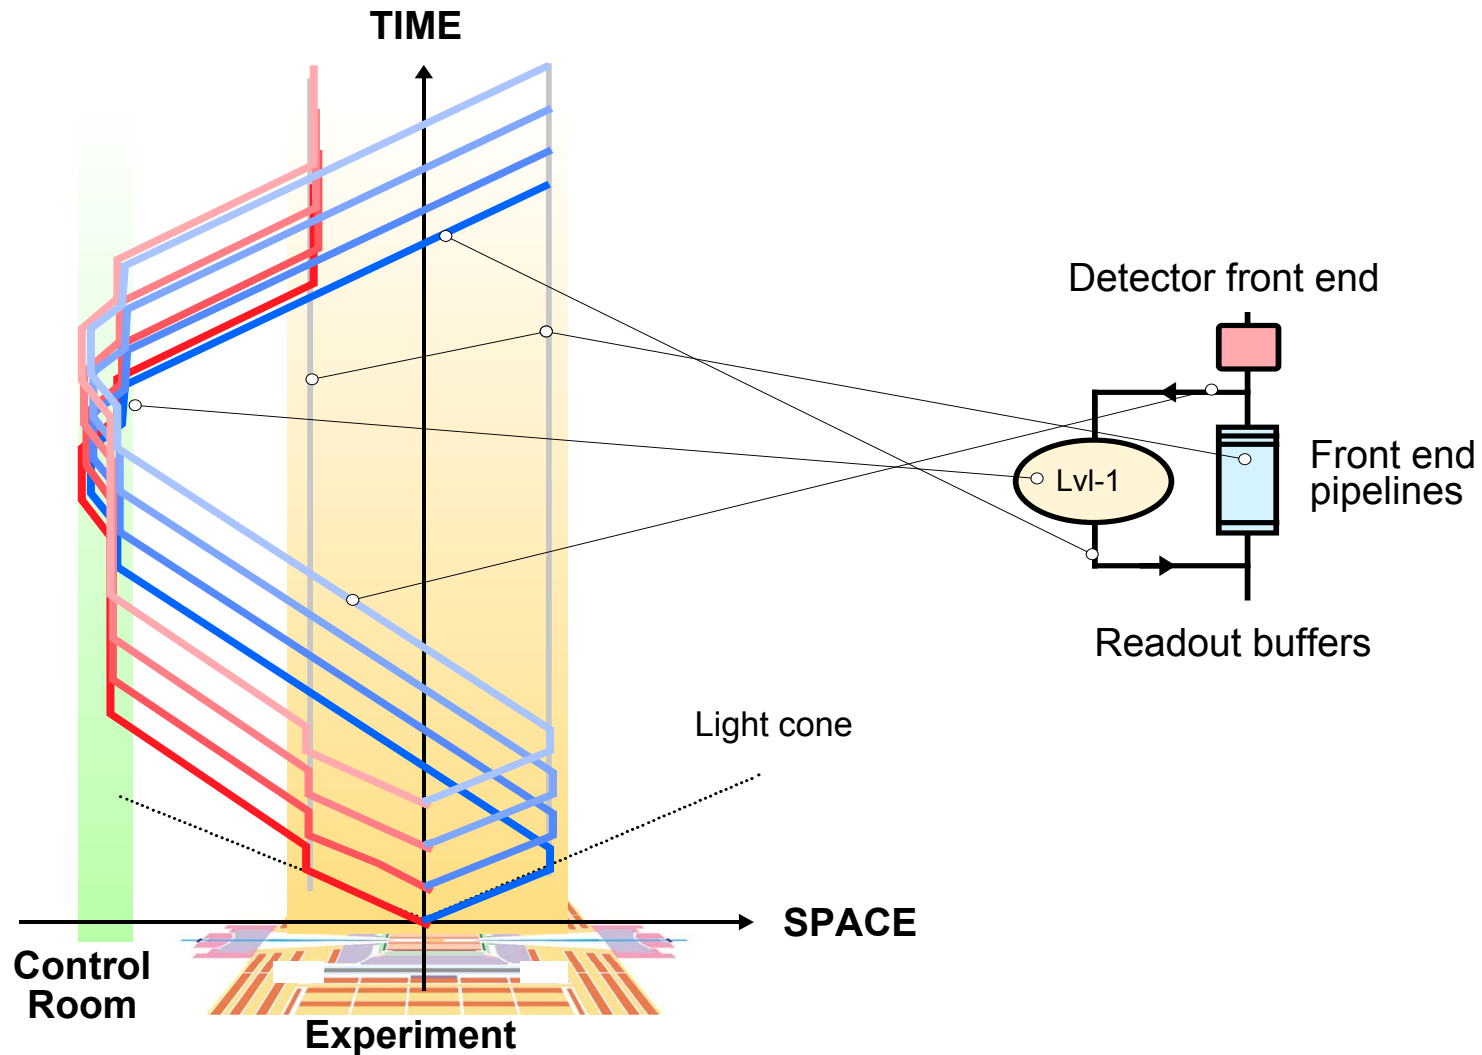 TIME
Detector front end
Lvl-1
Front end
pipelines
Readout buffers
Light cone
SPACE
Control
Room
Experiment